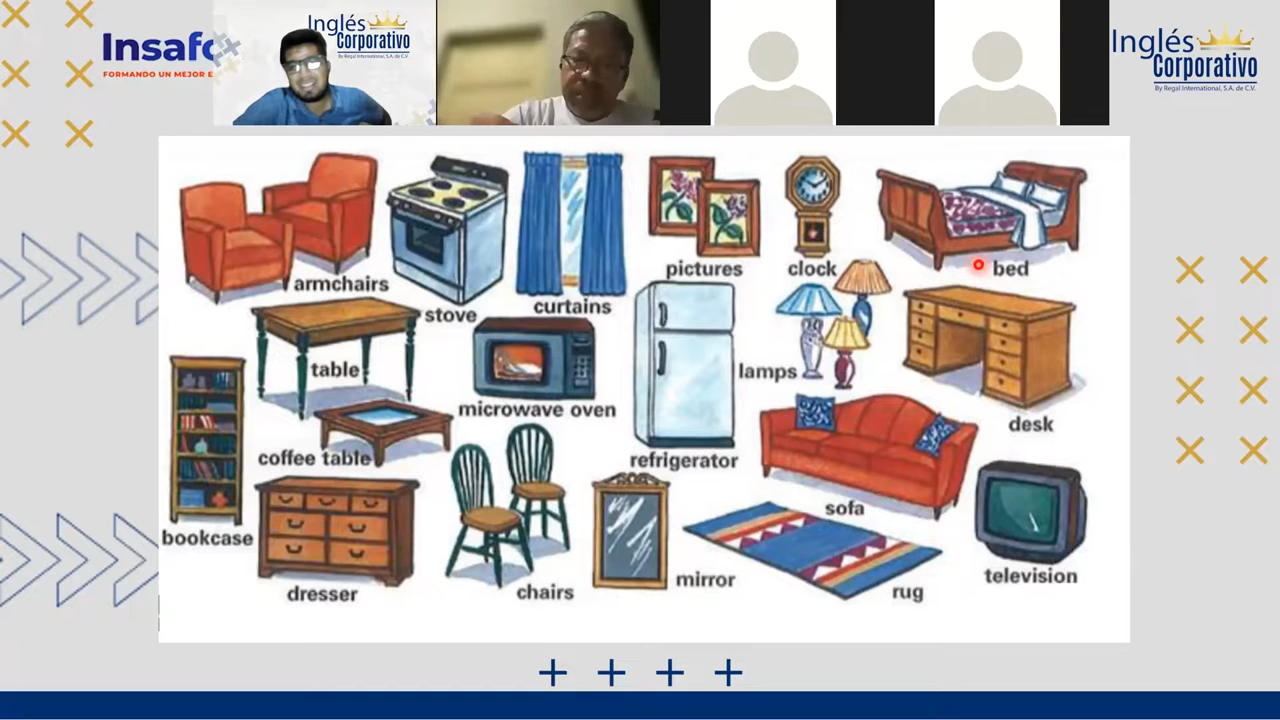 Insafo
FORMANDO UN MEJOR E
Inglés
Corporativo
By Regal International, S.A. de C.V.
Inglés
Corporativo
By Regal International, S.A. de C.V.
armchairs
stove
curtains
pictures
clock
bed
table
microwave oven
lamps
coffee table
refrigerator
desk
bookcase
sofa
dresser
chairs
mirror
rug
television